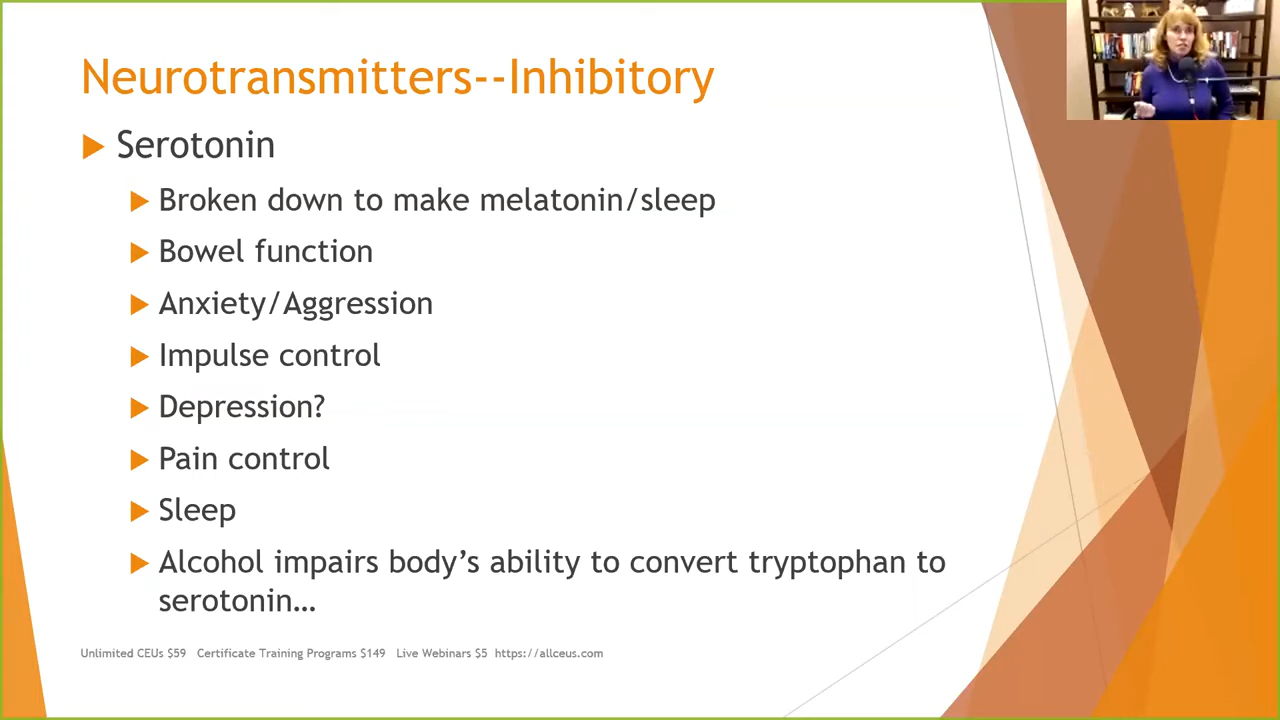 Neurotransmitters--Inhibitory
Serotonin
Broken down to make melatonin/sleep
Bowel function
Anxiety/Aggression
Impulse control
Depression?
Pain control
Sleep
Alcohol impairs body’s ability to convert tryptophan to
serotonin…
Unlimited CEUs $59 Certificate Training Programs $149 Live Webinars $5 https://allceus.com